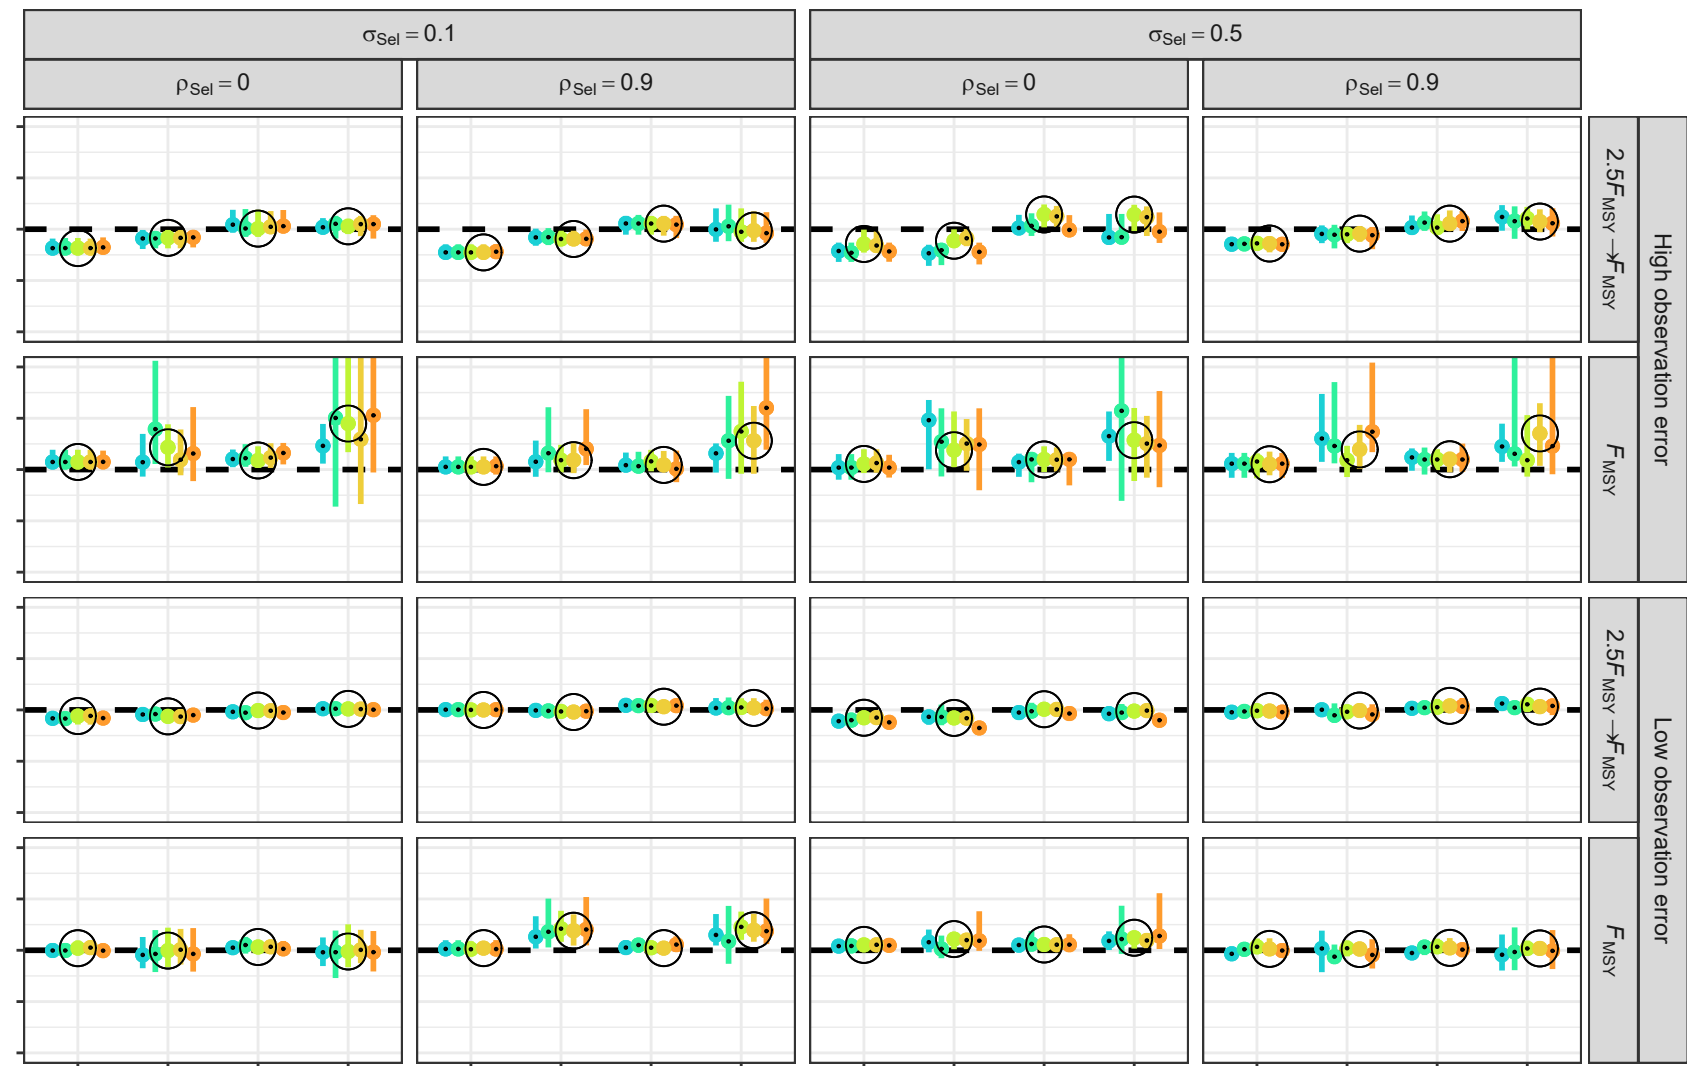 σSel = 0.1
σSel = 0.5
ρSel = 0
ρSel = 0.9
ρSel = 0
ρSel = 0.9
2.5FMSY→FMSY
FMSY
2.5FMSY→FMSY
FMSY
High observation error
Low observation error